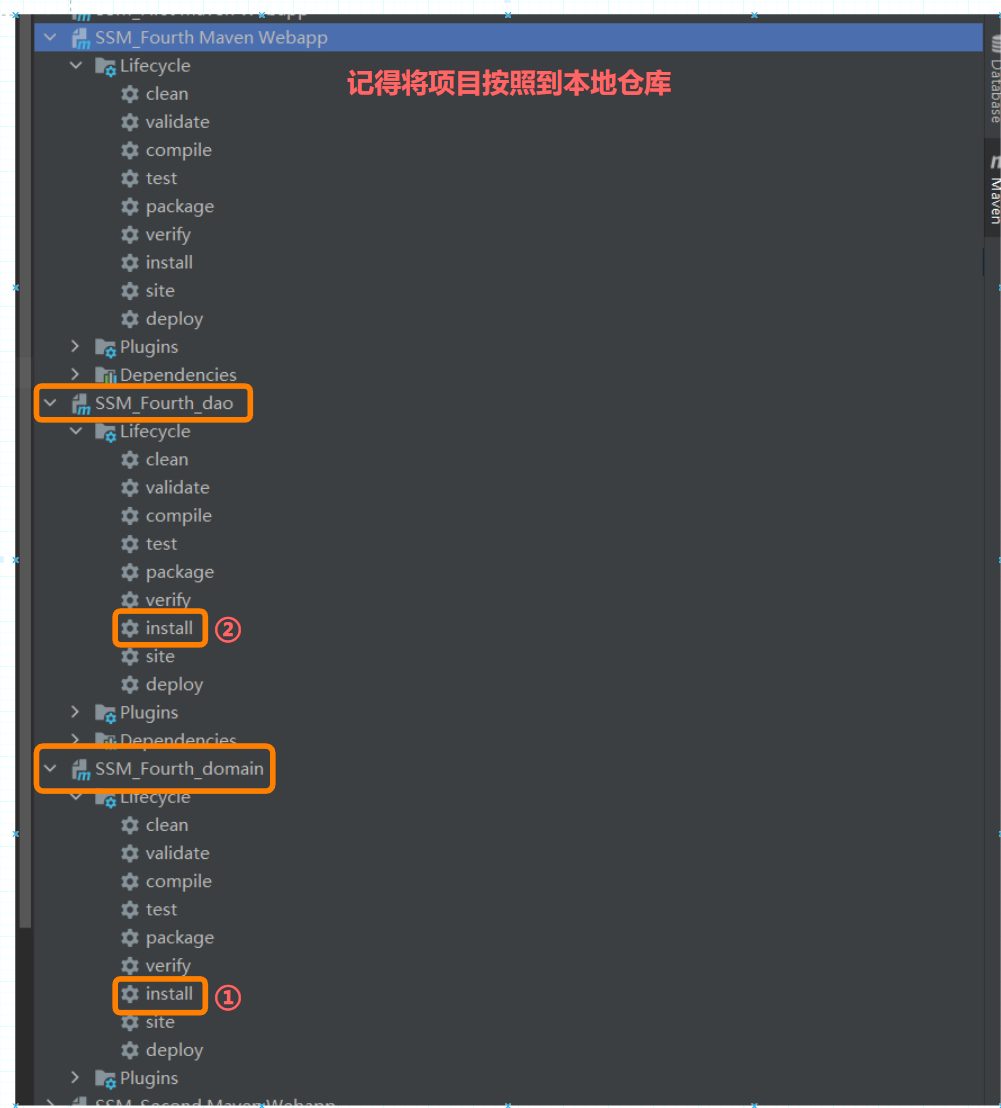 SSM_Fourth Maven Webapp
Lifecycle
记得将项目按照到本地仓库
clean
validate
compile
test
package
verify
install
site
deploy
Plugins
Dependencies
SSM_Fourth_dao
Lifecycle
clean
validate
compile
test
package
verify
install ②
site
deploy
Plugins
Dependencies
SSM_Fourth_domain
Lifecycle
clean
validate
compile
test
package
verify
install ①
site
deploy
Plugins
SSM_Second Maven Webapp
Database
Maven